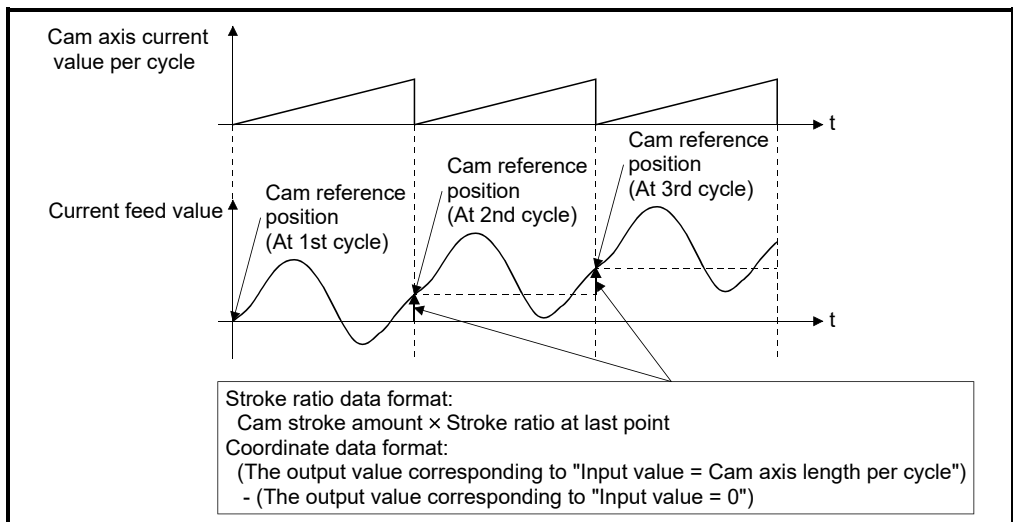 Cam axis current
value per cycle
t
Cam reference
position
(At 3rd cycle)
Cam reference
position
(At 2nd cycle)
Cam reference
position
(At 1st cycle)
Current feed value
t
Stroke ratio data format:
Cam stroke amount × Stroke ratio at last point
Coordinate data format:
(The output value corresponding to "Input value = Cam axis length per cycle")
- (The output value corresponding to "Input value = 0")